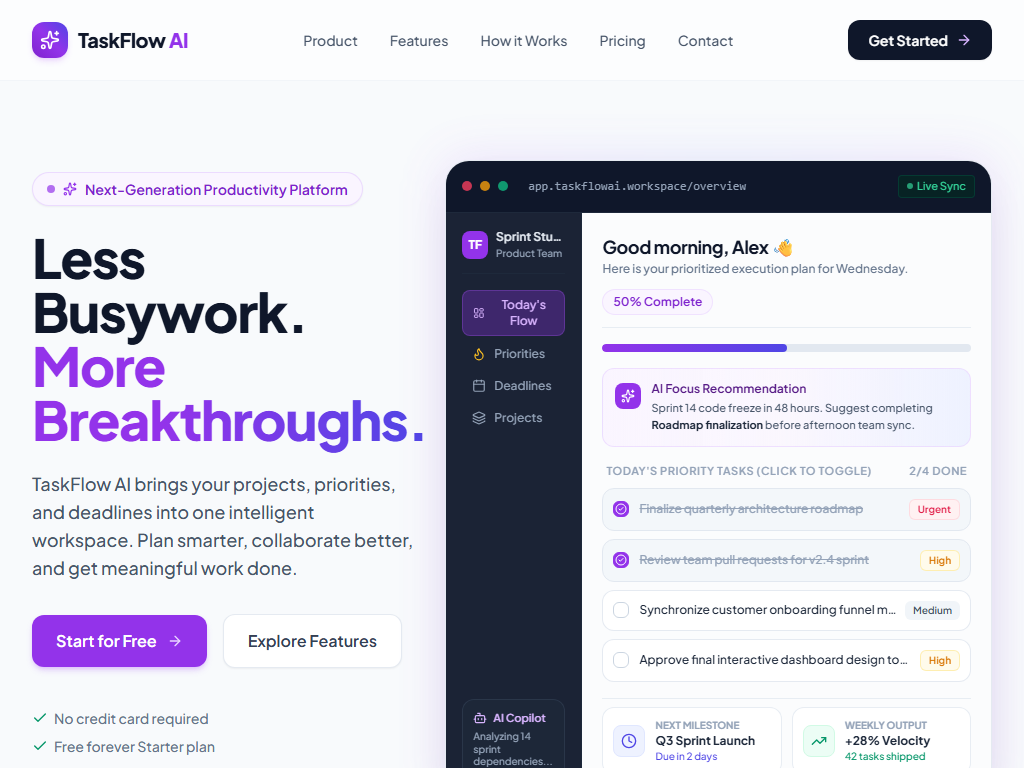 TaskFlow AI
Product
Features
How it Works
Pricing
Contact
Get Started
Next-Generation Productivity Platform
Less
Busywork.
More
Breakthroughs.
TaskFlow AI brings your projects, priorities,
and deadlines into one intelligent
workspace. Plan smarter, collaborate better,
and get meaningful work done.
Start for Free
Explore Features
No credit card required
Free forever Starter plan
app.taskflowai.workspace/overview
Live Sync
TF
Sprint Stu...
Product Team
Today's
Flow
Priorities
Deadlines
Projects
AI Copilot
Analyzing 14
sprint
dependencies...
Good morning, Alex 👋
Here is your prioritized execution plan for Wednesday.
50% Complete
AI Focus Recommendation
Sprint 14 code freeze in 48 hours. Suggest completing
Roadmap finalization before afternoon team sync.
TODAY'S PRIORITY TASKS (CLICK TO TOGGLE)
2/4 DONE
Finalize quarterly architecture roadmap
Urgent
Review team pull requests for v2.4 sprint
High
Synchronize customer onboarding funnel m...
Medium
Approve final interactive dashboard design to...
High
NEXT MILESTONE
Q3 Sprint Launch
Due in 2 days
WEEKLY OUTPUT
+28% Velocity
42 tasks shipped